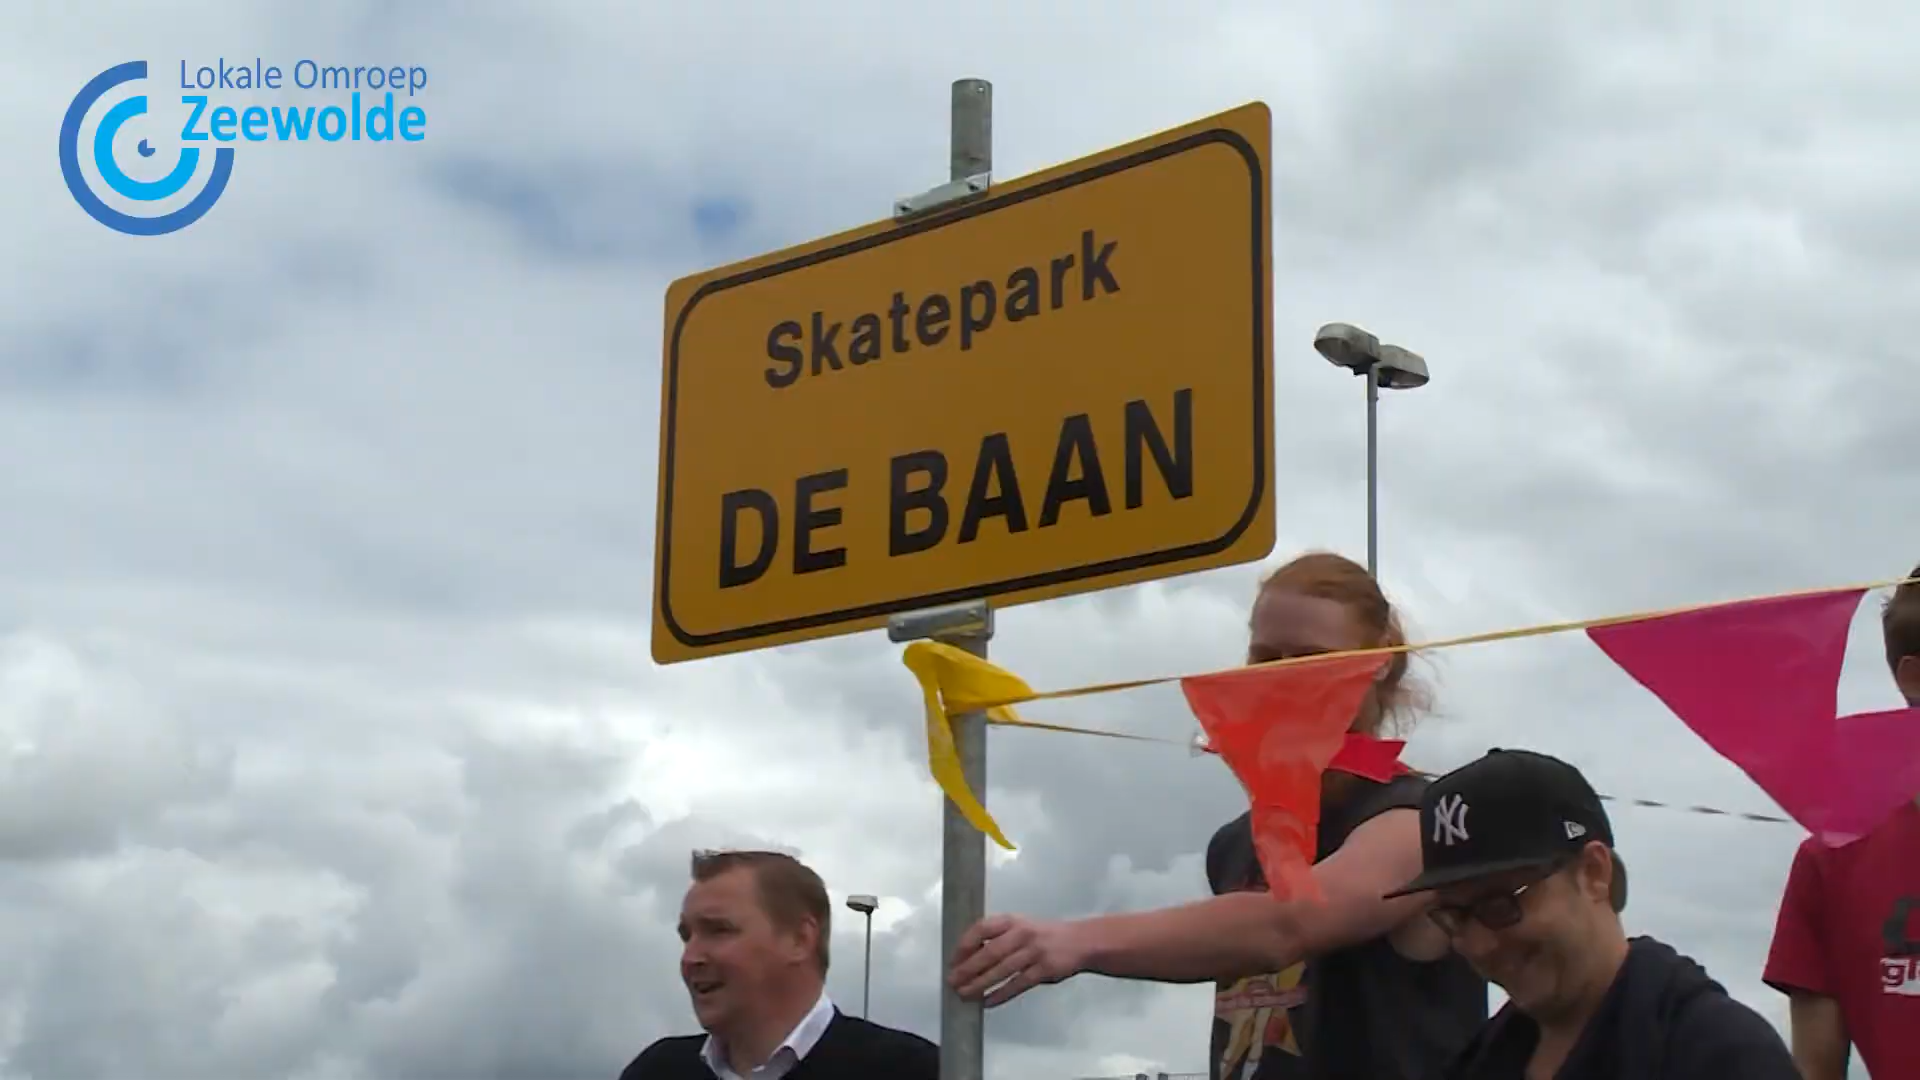 Lokale Omroep
Zeewolde
Skatepark
DE BAAN
NY